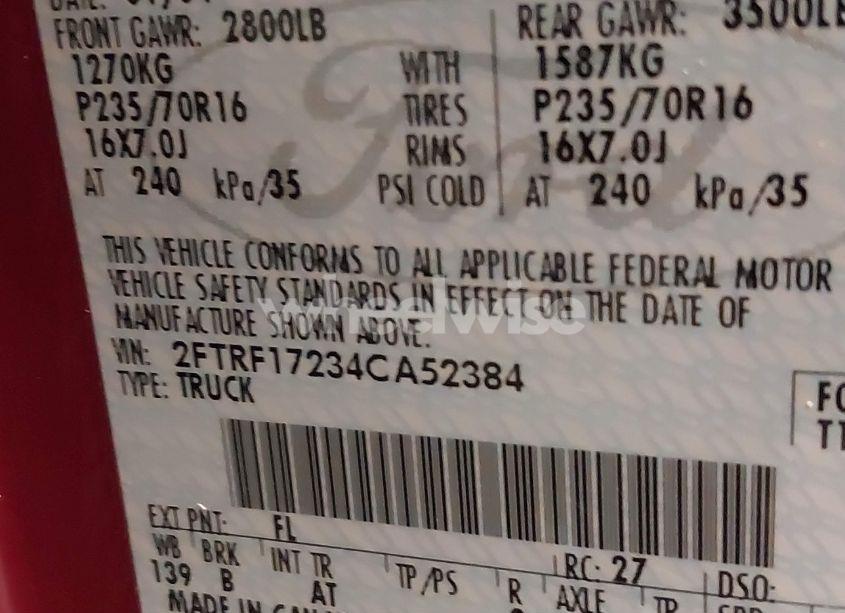 FRONT GAWR: 2800LB REAR GAWR: 3500LB
1270KG WITH 1587KG
P235/70R16 TIRES P235/70R16
16X7.0J RIMS 16X7.0J
AT 240 kPa/35 PSI COLD AT 240 kPa/35
THIS VEHICLE CONFORMS TO ALL APPLICABLE FEDERAL MOTOR
VEHICLE SAFETY STANDARDS IN EFFECT ON THE DATE OF
MANUFACTURE SHOWN ABOVE.
VIN: 2FTRF17234CA52384
TYPE: TRUCK
EXT PNT: FL RC: 27 DSO:
WB BRK INT TR TP/PS R AXLE TP
139 B AT
MADE IN